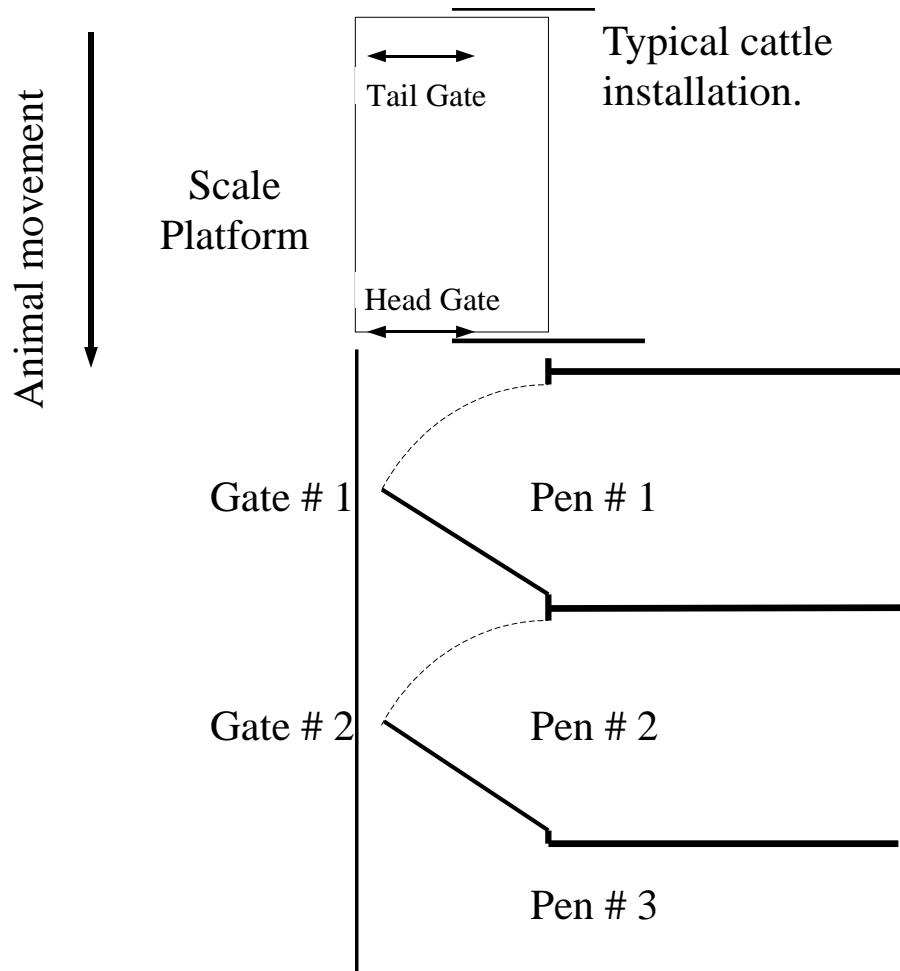 Typical cattle
installation.
Tail Gate
Animal movement
Scale
Platform
Head Gate
Gate # 1
Pen # 1
Gate # 2
Pen # 2
Pen # 3